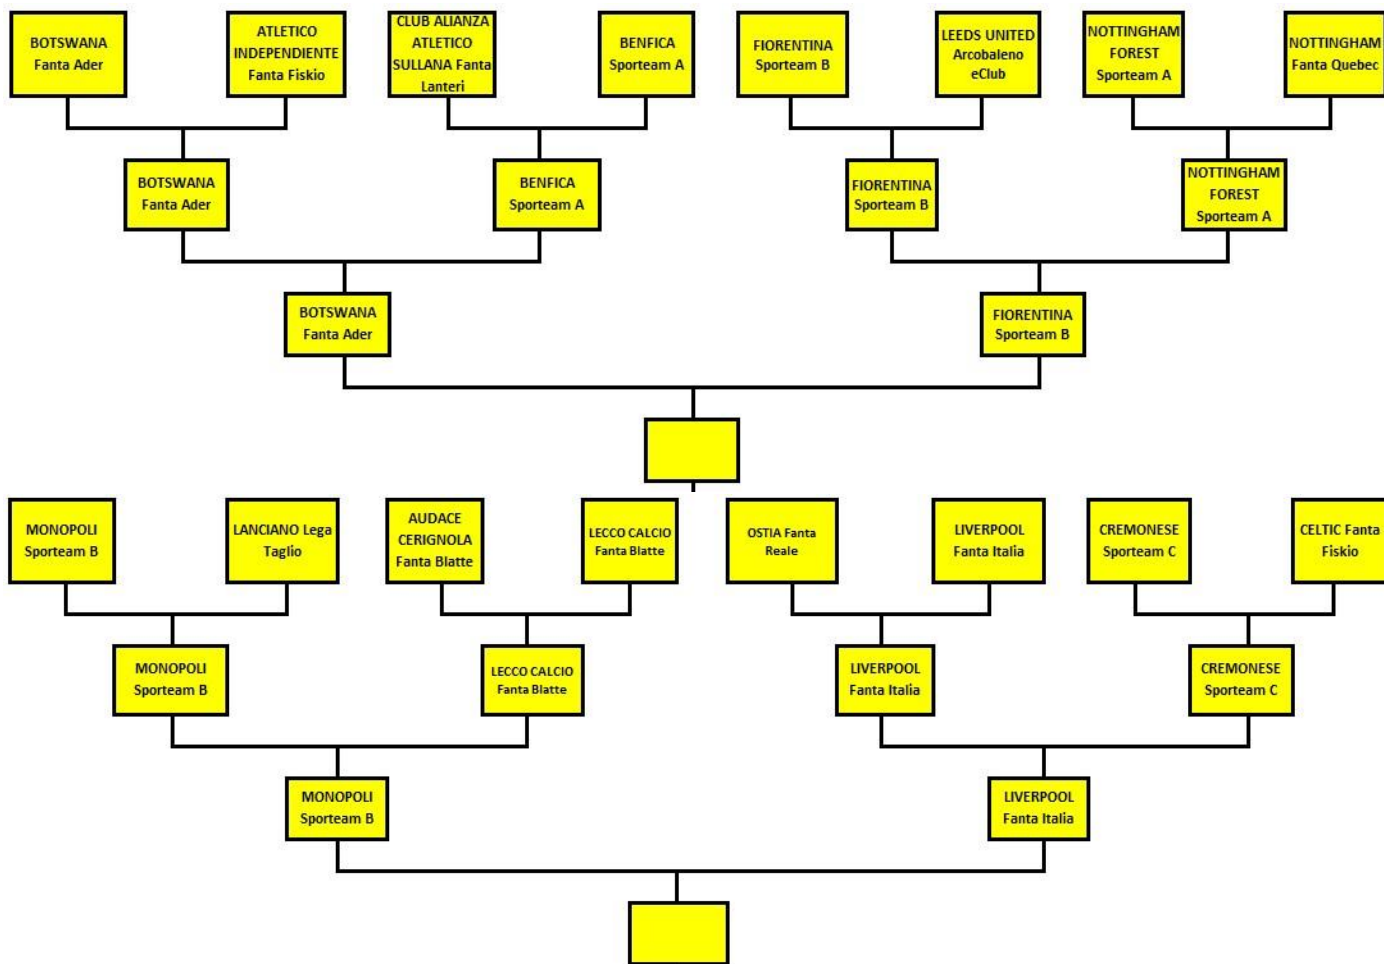 BOTSWANA
Fanta Ader
ATLETICO
INDEPENDIENTE
Fanta Fiskio
CLUB ALIANZA
ATLETICO
SULLANA Fanta
Lanteri
BENFICA
Sporteam A
FIORENTINA
Sporteam B
LEEDS UNITED
Arcobaleno
eClub
NOTTINGHAM
FOREST
Sporteam A
NOTTINGHAM
Fanta Quebec
BOTSWANA
Fanta Ader
BENFICA
Sporteam A
FIORENTINA
Sporteam B
NOTTINGHAM
FOREST
Sporteam A
BOTSWANA
Fanta Ader
FIORENTINA
Sporteam B
MONOPOLI
Sporteam B
LANCIANO Lega
Taglio
AUDACE
CERIGNOLA
Fanta Blatte
LECCO CALCIO
Fanta Blatte
OSTIA Fanta
Reale
LIVERPOOL
Fanta Italia
CREMONESE
Sporteam C
CELTIC Fanta
Fiskio
MONOPOLI
Sporteam B
LECCO CALCIO
Fanta Blatte
LIVERPOOL
Fanta Italia
CREMONESE
Sporteam C
MONOPOLI
Sporteam B
LIVERPOOL
Fanta Italia